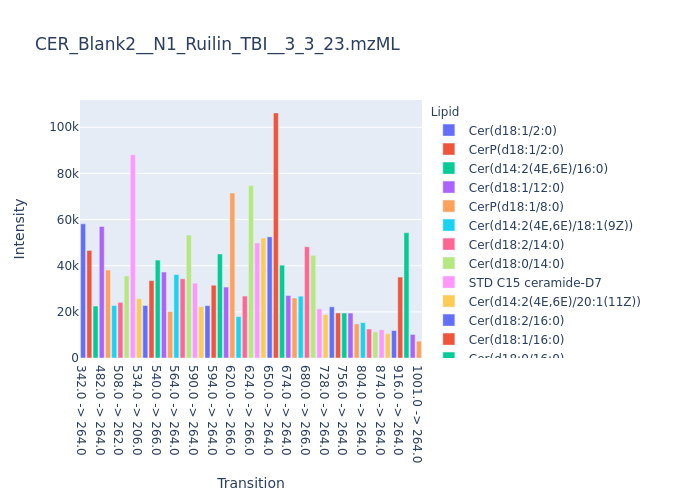 CER_Blank2__N1_Ruilin_TBI__3_3_23.mzML
Lipid
Cer(d18:1/2:0)
CerP(d18:1/2:0)
Cer(d14:2(4E,6E)/16:0)
Cer(d18:1/12:0)
CerP(d18:1/8:0)
Cer(d14:2(4E,6E)/18:1(9Z))
Cer(d18:2/14:0)
Cer(d18:0/14:0)
STD C15 ceramide-D7
Cer(d14:2(4E,6E)/20:1(11Z))
Cer(d18:2/16:0)
Cer(d18:1/16:0)
Cer(d18:0/16:0)
Intensity
100k
80k
60k
40k
20k
0
342.0 -> 264.0
482.0 -> 264.0
508.0 -> 262.0
534.0 -> 206.0
540.0 -> 266.0
564.0 -> 264.0
590.0 -> 264.0
594.0 -> 264.0
620.0 -> 266.0
624.0 -> 266.0
650.0 -> 264.0
674.0 -> 264.0
680.0 -> 266.0
728.0 -> 264.0
756.0 -> 264.0
804.0 -> 264.0
874.0 -> 264.0
916.0 -> 264.0
1001.0 -> 264.0
Transition